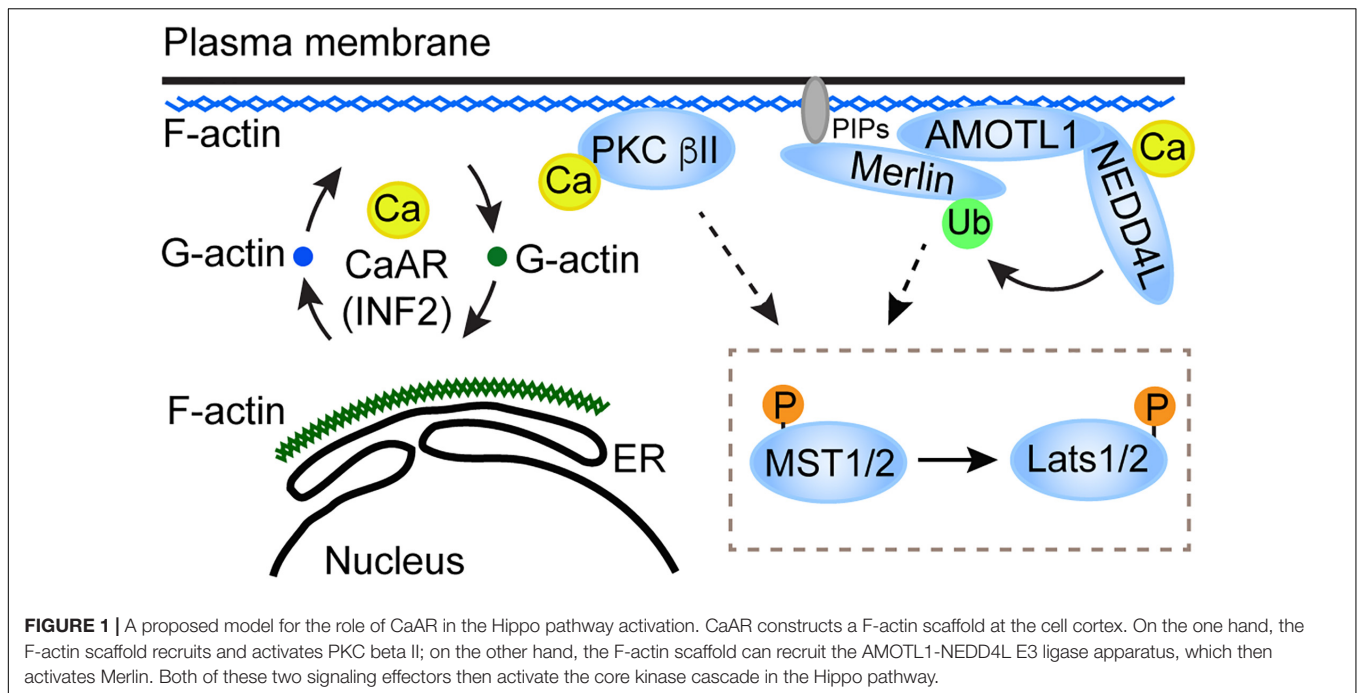 Plasma membrane
F-actin
PKC βII
Ca
PIPs
AMOTL1
Merlin
NEDD4L
Ca
Ub
Ca
CaAR
(INF2)
G-actin
G-actin
F-actin
ER
Nucleus
P
MST1/2
P
Lats1/2
FIGURE 1 | A proposed model for the role of CaAR in the Hippo pathway activation. CaAR constructs a F-actin scaffold at the cell cortex. On the one hand, the
F-actin scaffold recruits and activates PKC beta II; on the other hand, the F-actin scaffold can recruit the AMOTL1-NEDD4L E3 ligase apparatus, which then
activates Merlin. Both of these two signaling effectors then activate the core kinase cascade in the Hippo pathway.